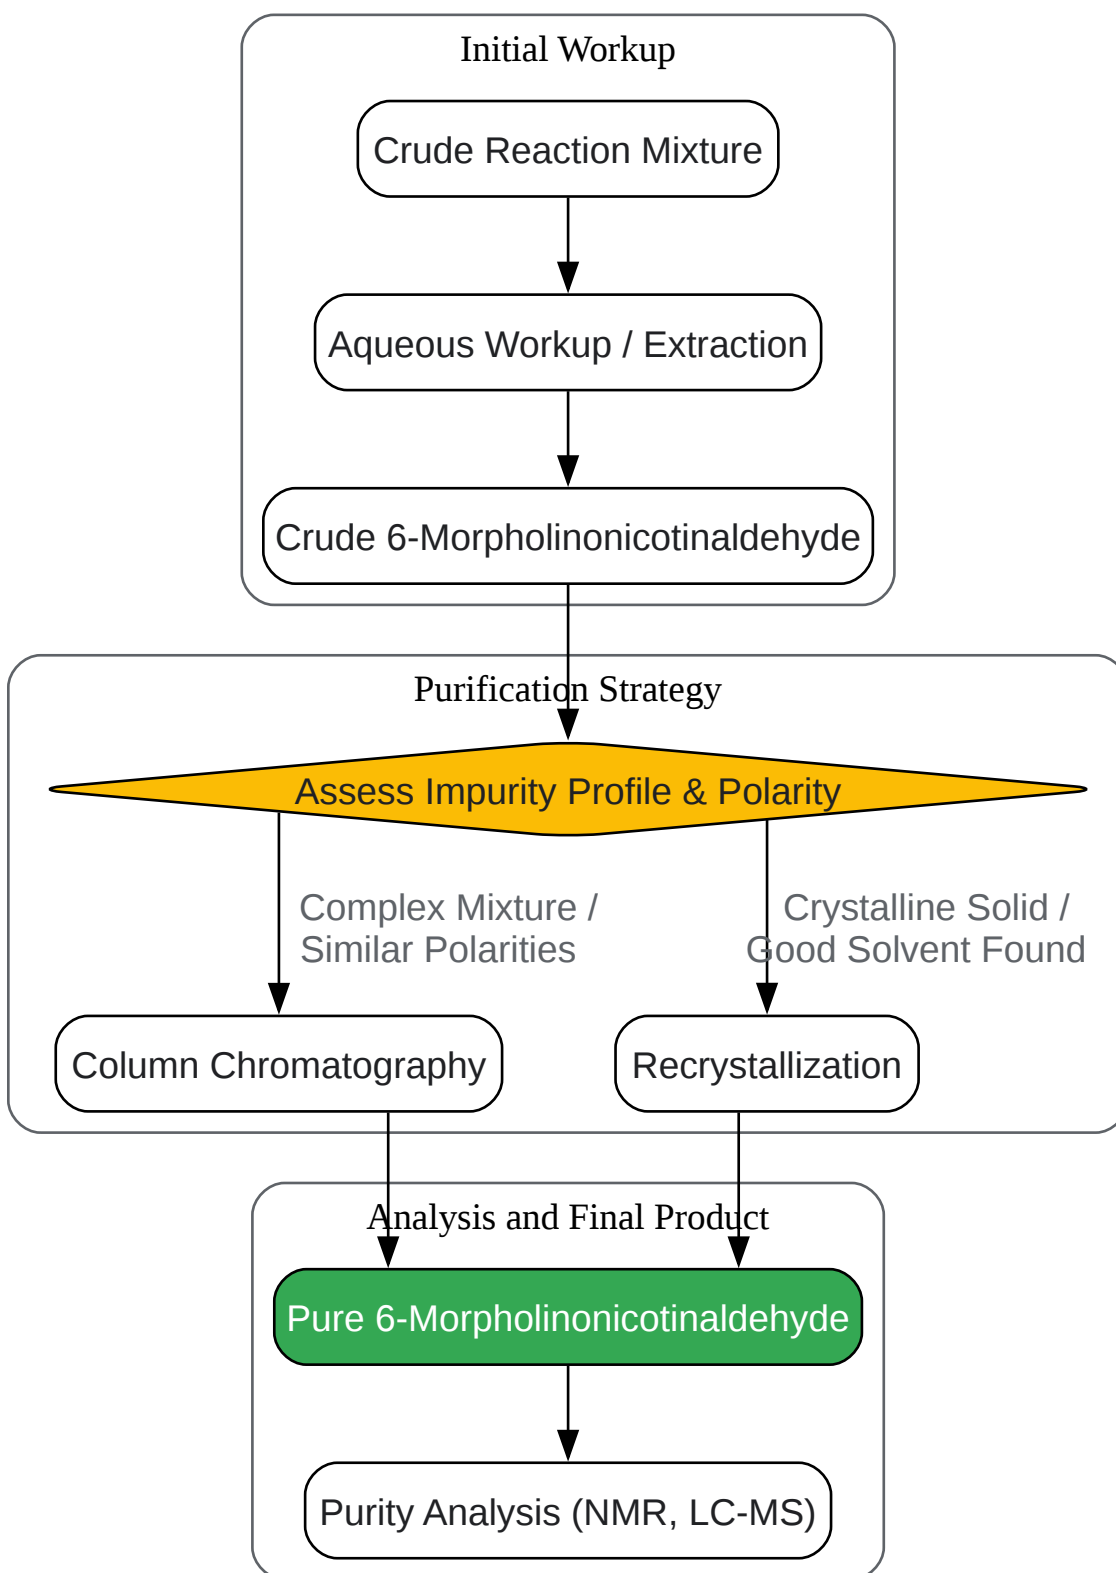 Initial Workup
Crude Reaction Mixture
Aqueous Workup / Extraction
Crude 6-Morpholinonicotinaldehyde
Purification Strategy
Assess Impurity Profile & Polarity
Complex Mixture /
Similar Polarities
Crystalline Solid /
Good Solvent Found
Column Chromatography
Recrystallization
Analysis and Final Product
Pure 6-Morpholinonicotinaldehyde
Purity Analysis (NMR, LC-MS)